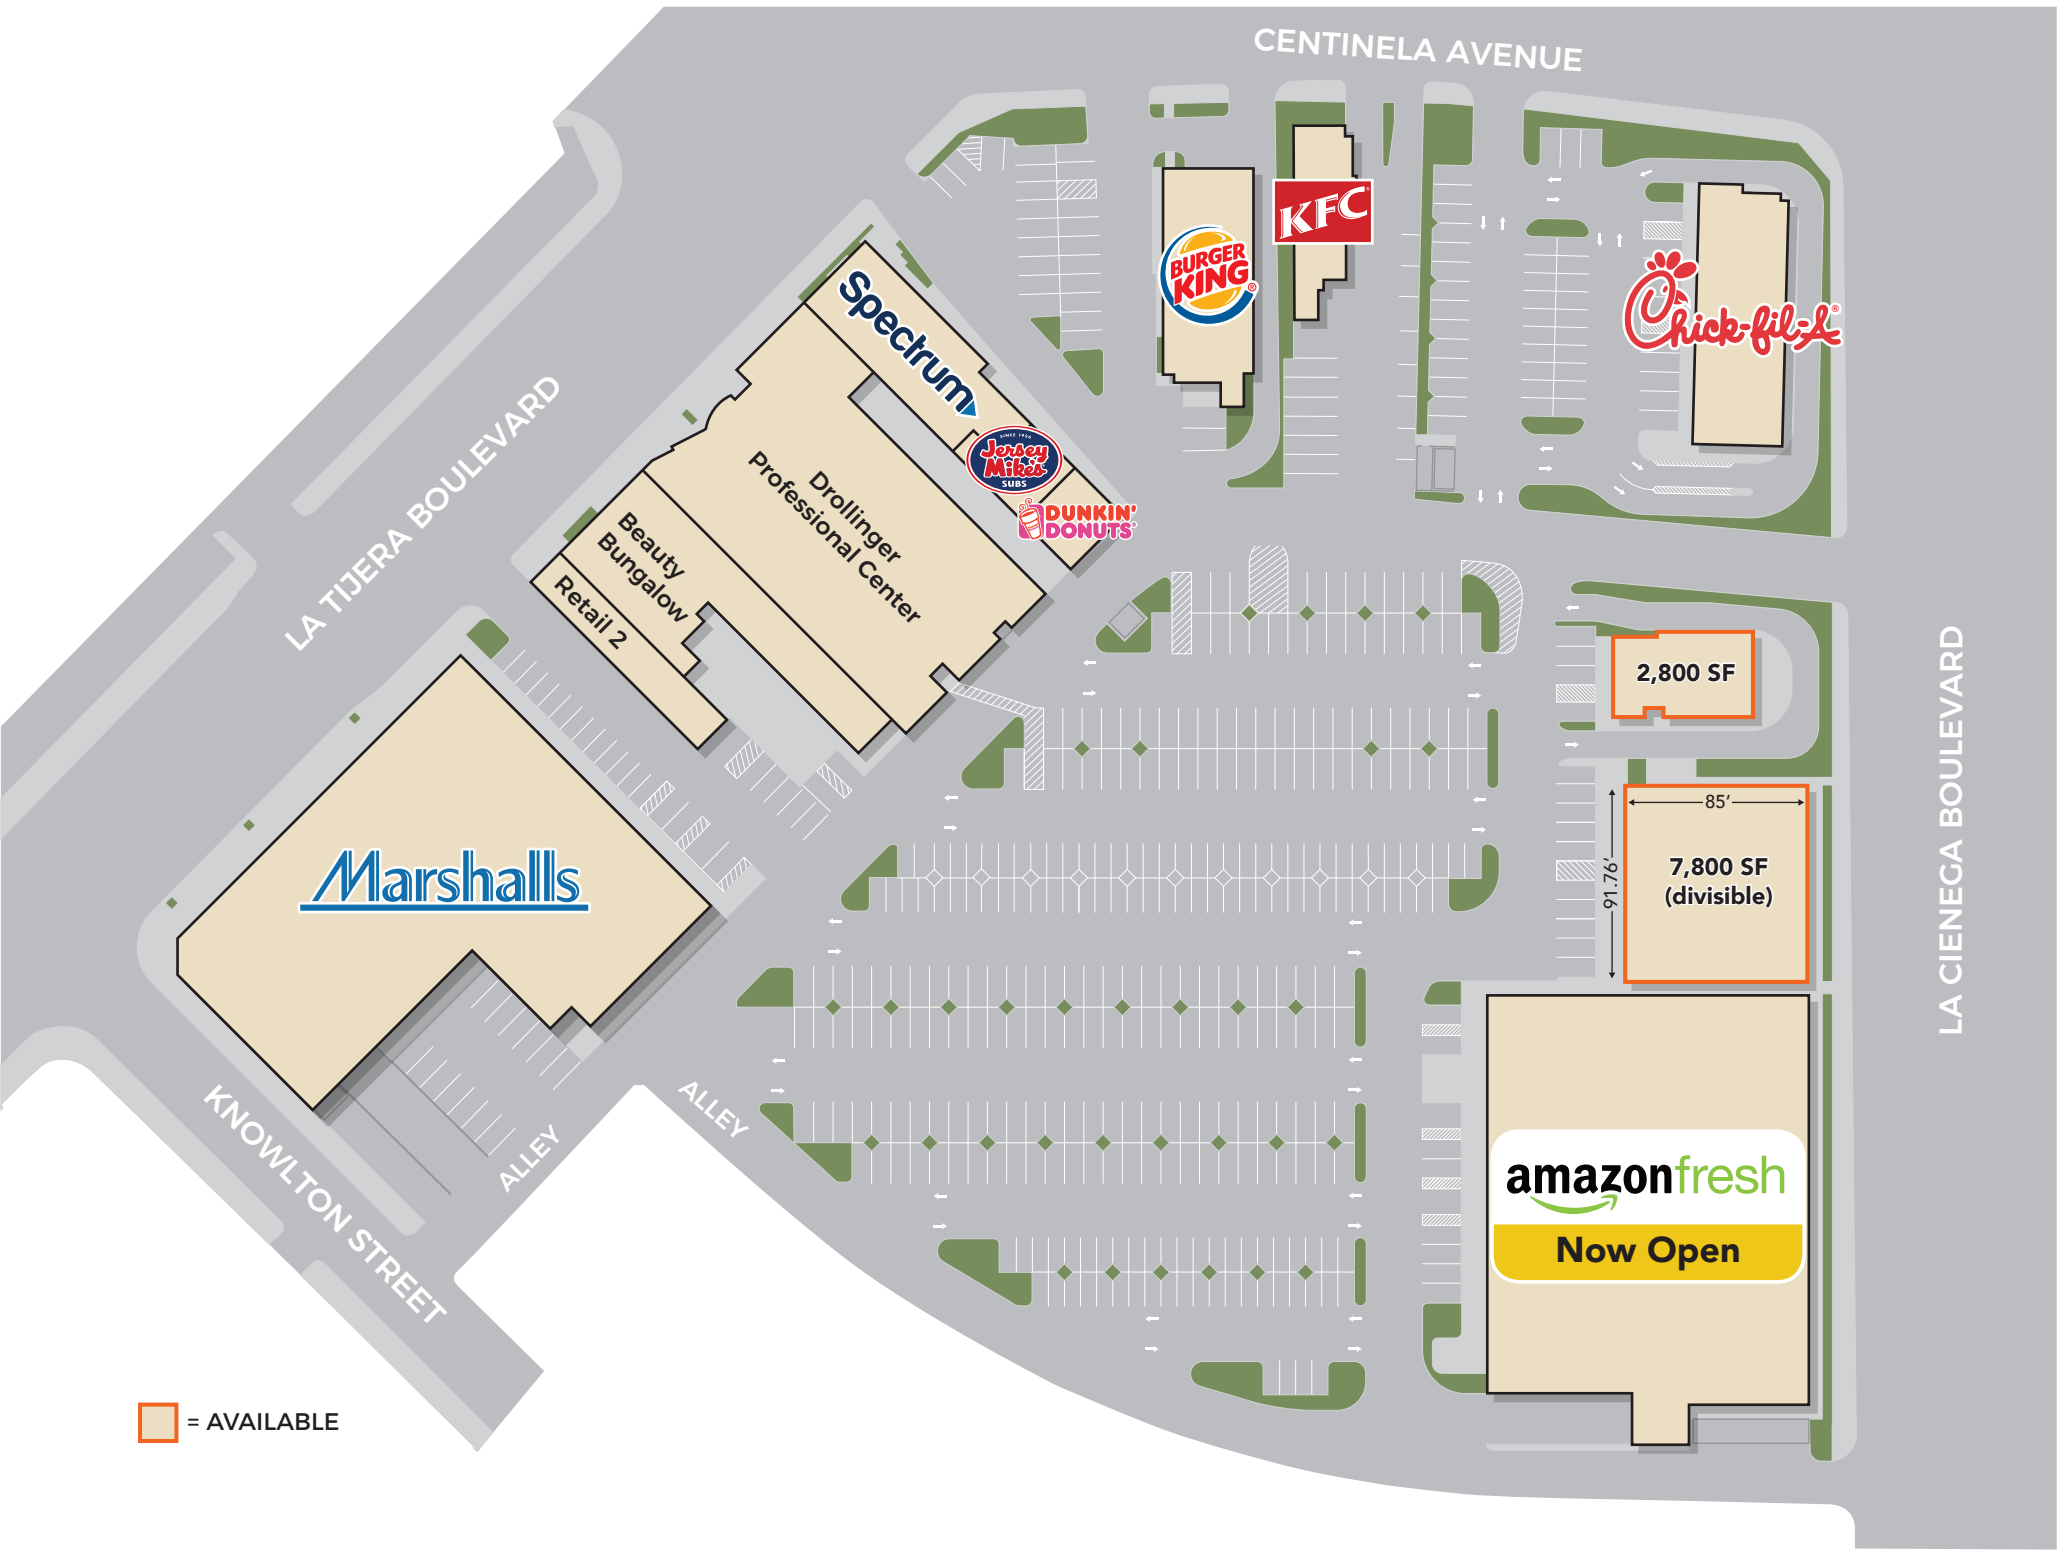 CENTINELA AVENUE
KFC
BURGER
KING®
Chick-fil-A®
Spectrum
SINCE 1956
Jersey
Mike's
SUBS
DUNKIN'
DONUTS
LA TIJERA BOULEVARD
Drollinger
Professional Center
Beauty
Bungalow
Retail 2
2,800 SF
85’
91.76’
7,800 SF
(divisible)
LA CIENEGA BOULEVARD
Marshalls
KNOWLTON STREET
ALLEY
ALLEY
amazonfresh
Now Open
= AVAILABLE